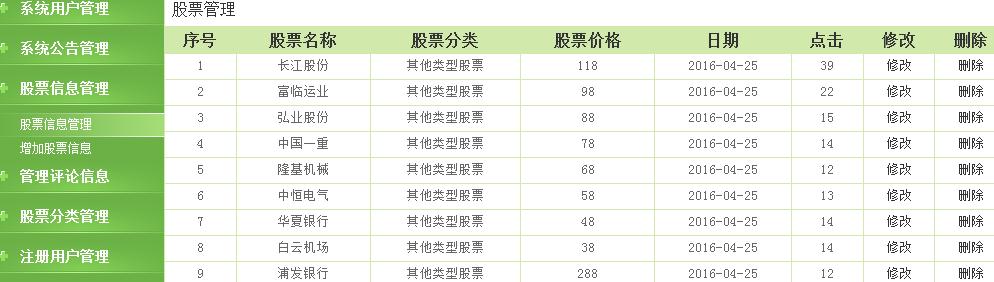 系统用户管理
系统公告管理
股票信息管理
股票信息管理
增加股票信息
管理评论信息
股票分类管理
注册用户管理
股票管理
序号 股票名称 股票分类 股票价格 日期 点击 修改 删除
1 长江股份 其他类型股票 118 2016-04-25 39 修改 删除
2 富临运业 其他类型股票 98 2016-04-25 22 修改 删除
3 弘业股份 其他类型股票 88 2016-04-25 15 修改 删除
4 中国一重 其他类型股票 78 2016-04-25 14 修改 删除
5 隆基机械 其他类型股票 68 2016-04-25 12 修改 删除
6 中恒电气 其他类型股票 58 2016-04-25 13 修改 删除
7 华夏银行 其他类型股票 48 2016-04-25 14 修改 删除
8 白云机场 其他类型股票 38 2016-04-25 14 修改 删除
9 浦发银行 其他类型股票 288 2016-04-25 12 修改 删除